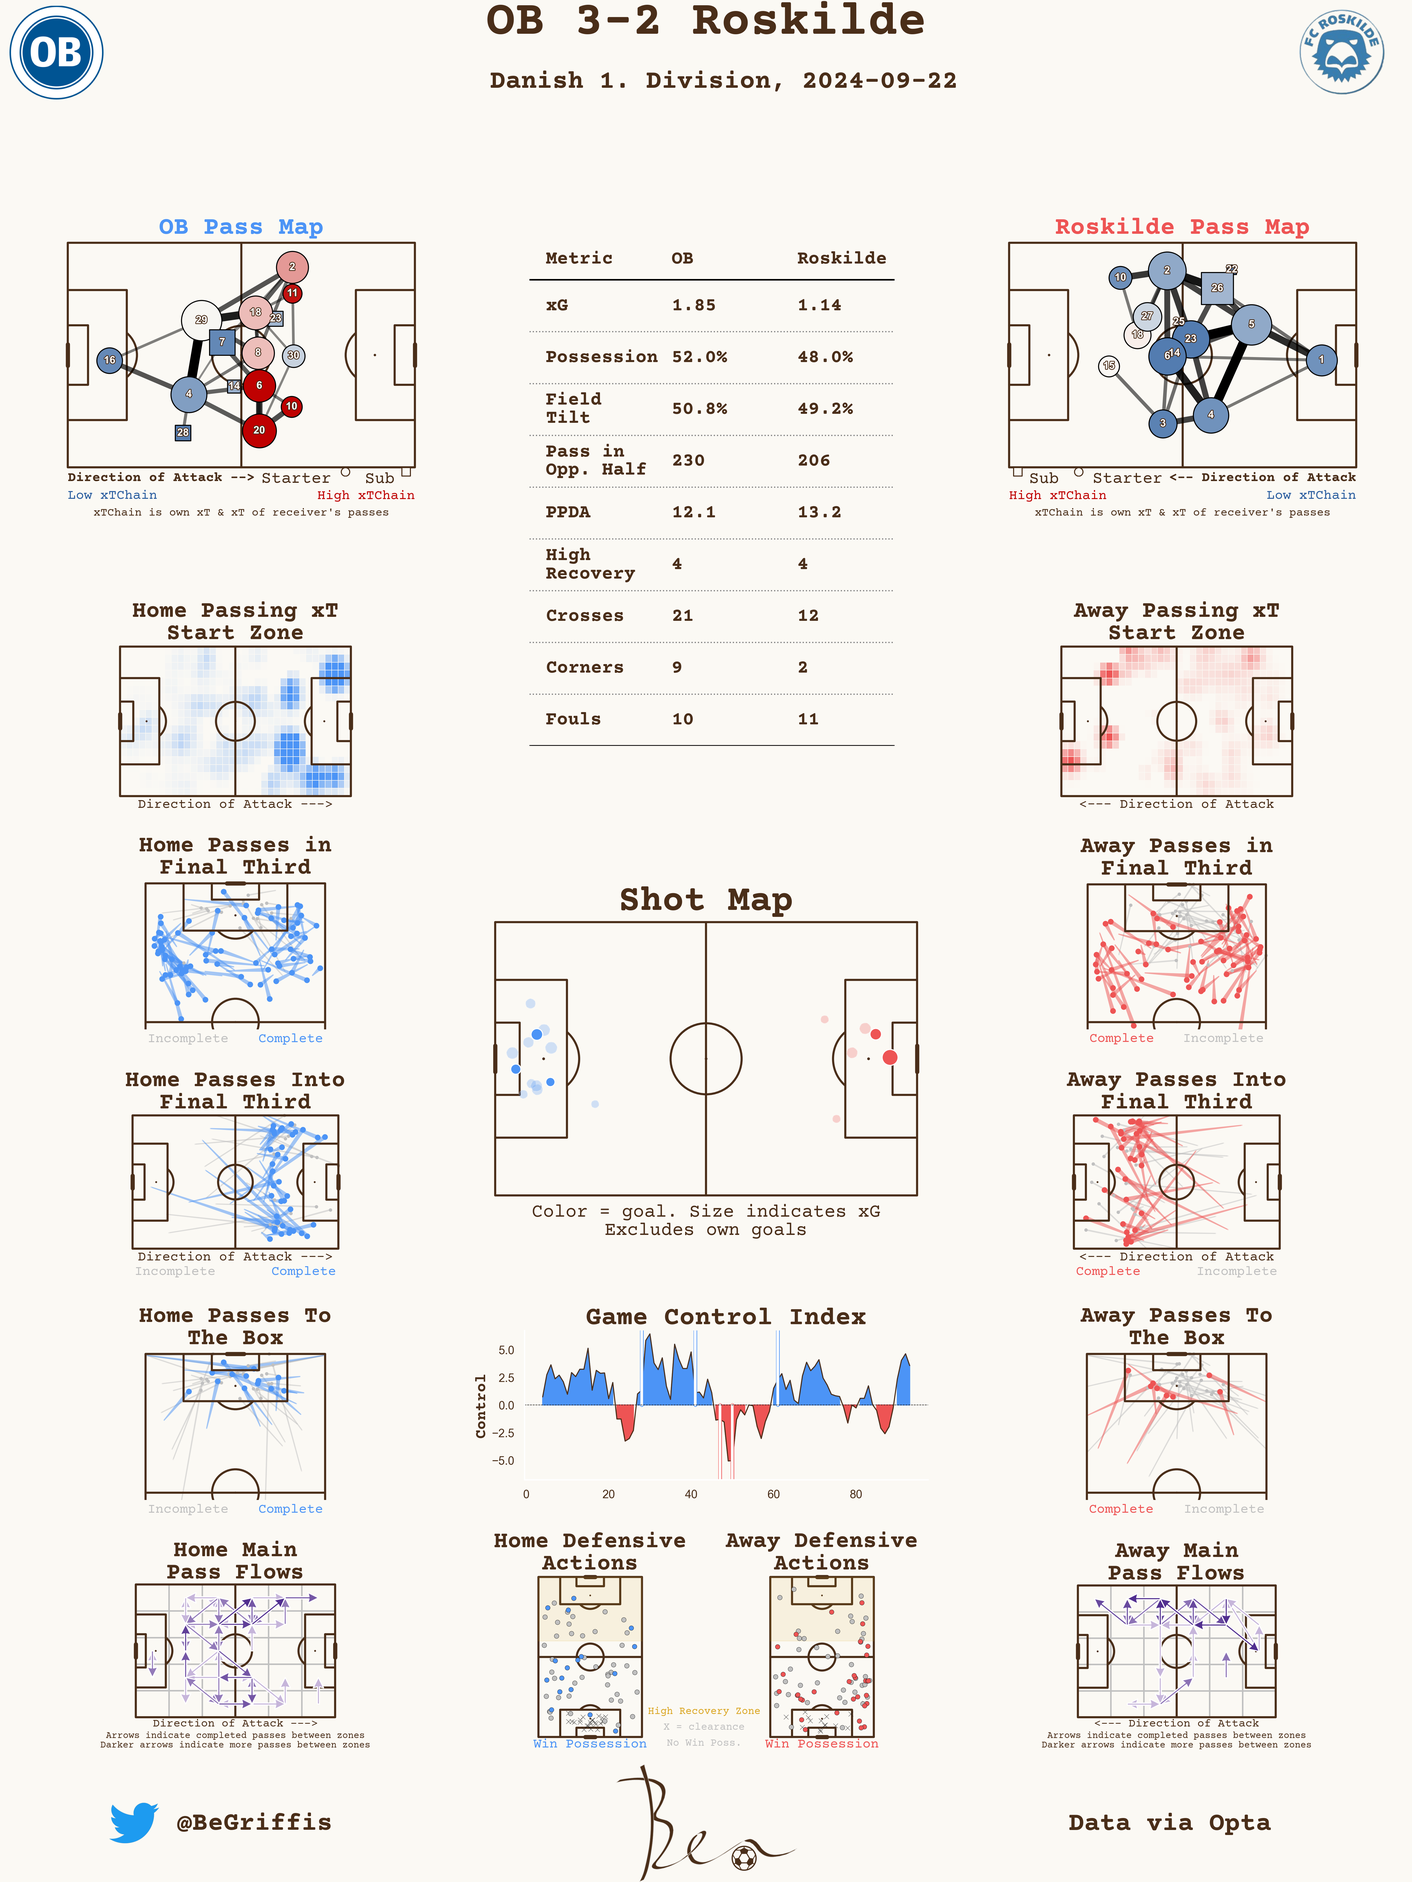 OB 3-2 Roskilde
Danish 1. Division, 2024-09-22
OB
FC ROSKILDE
OB Pass Map
2
11
18
23
29
7
8
30
16
4
14
6
10
20
28
Direction of Attack --> Starter Sub
Low xTChain High xTChain
xTChain is own xT & xT of receiver's passes
Metric OB Roskilde
xG 1.85 1.14
Possession 52.0% 48.0%
Field
Tilt 50.8% 49.2%
Pass in
Opp. Half 230 206
PPDA 12.1 13.2
High
Recovery 4 4
Crosses 21 12
Corners 9 2
Fouls 10 11
Roskilde Pass Map
10
2
22
26
27
25
5
18
23
6
14
15
1
3
4
Sub Starter <-- Direction of Attack
High xTChain Low xTChain
xTChain is own xT & xT of receiver's passes
Home Passing xT
Start Zone
Direction of Attack --->
Away Passing xT
Start Zone
<--- Direction of Attack
Home Passes in
Final Third
Incomplete Complete
Away Passes in
Final Third
Complete Incomplete
Shot Map
Color = goal. Size indicates xG
Excludes own goals
Home Passes Into
Final Third
Direction of Attack --->
Incomplete Complete
Away Passes Into
Final Third
<--- Direction of Attack
Complete Incomplete
Home Passes To
The Box
Incomplete Complete
Game Control Index
Control
5.0
2.5
0.0
−2.5
−5.0
0 20 40 60 80
Away Passes To
The Box
Complete Incomplete
Home Main
Pass Flows
Direction of Attack --->
Arrows indicate completed passes between zones
Darker arrows indicate more passes between zones
Home Defensive
Actions
Win Possession
Away Defensive
Actions
Win Possession
High Recovery Zone
X = clearance
No Win Poss.
Away Main
Pass Flows
<--- Direction of Attack
Arrows indicate completed passes between zones
Darker arrows indicate more passes between zones
@BeGriffis
Ben
Data via Opta